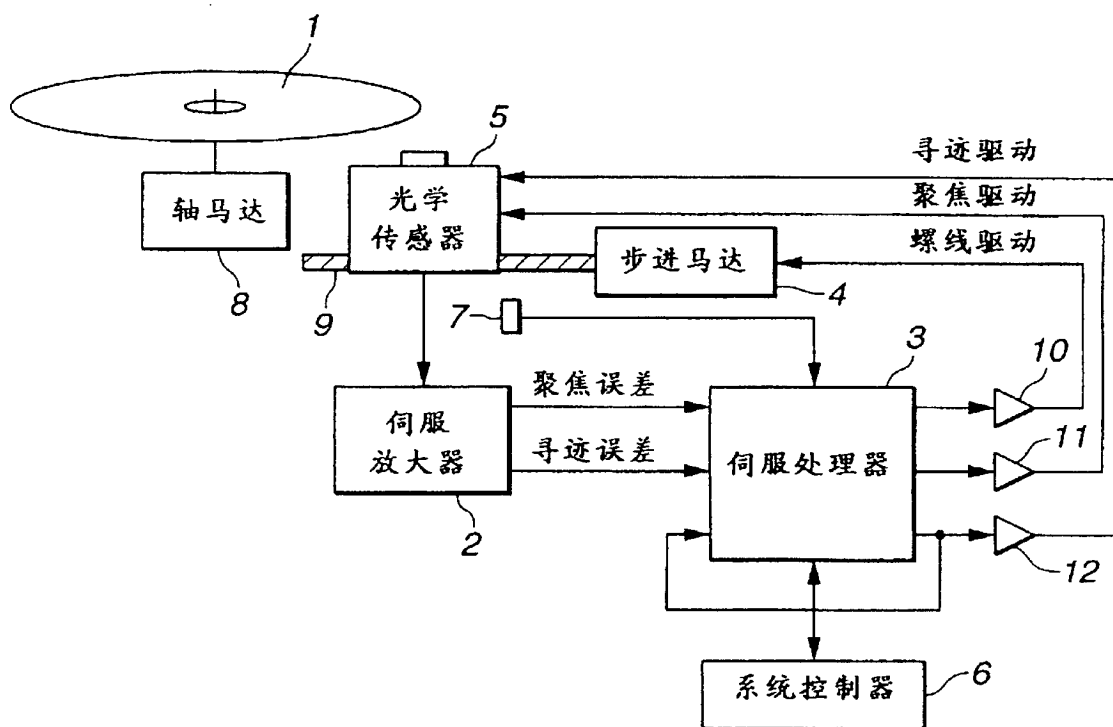 1
5
寻迹驱动
聚焦驱动
螺线驱动
轴马达
光学
传感器
步进马达
8
9
7
4
3
10
聚焦误差
伺服
放大器
寻迹误差
伺服处理器
11
2
12
系统控制器
6